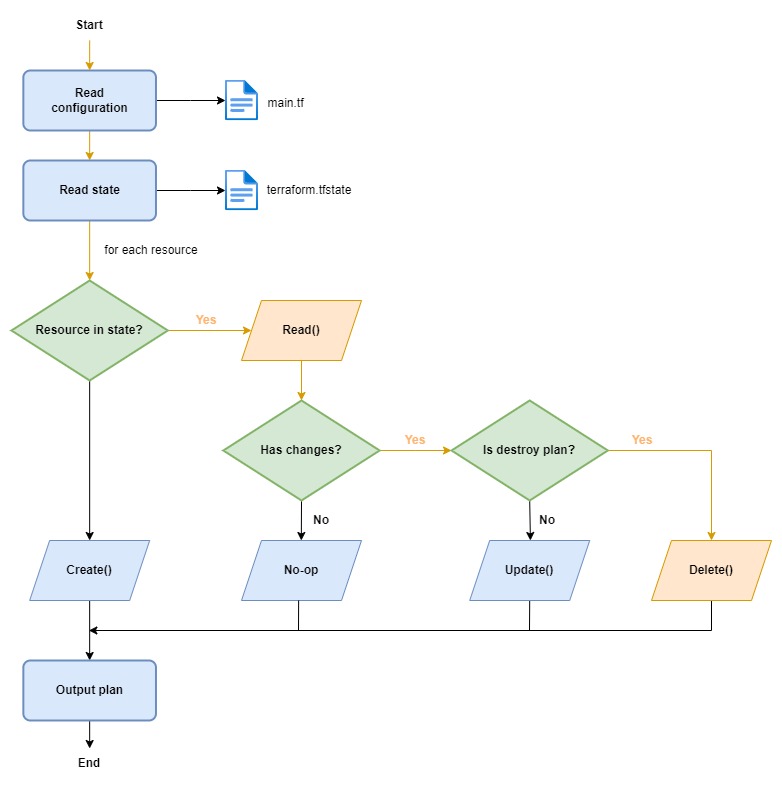 Start
Read
configuration
main.tf
Read state
terraform.tfstate
for each resource
Resource in state?
Yes
Read()
Has changes?
Yes
Is destroy plan?
Yes
No
No
Create()
No-op
Update()
Delete()
Output plan
End